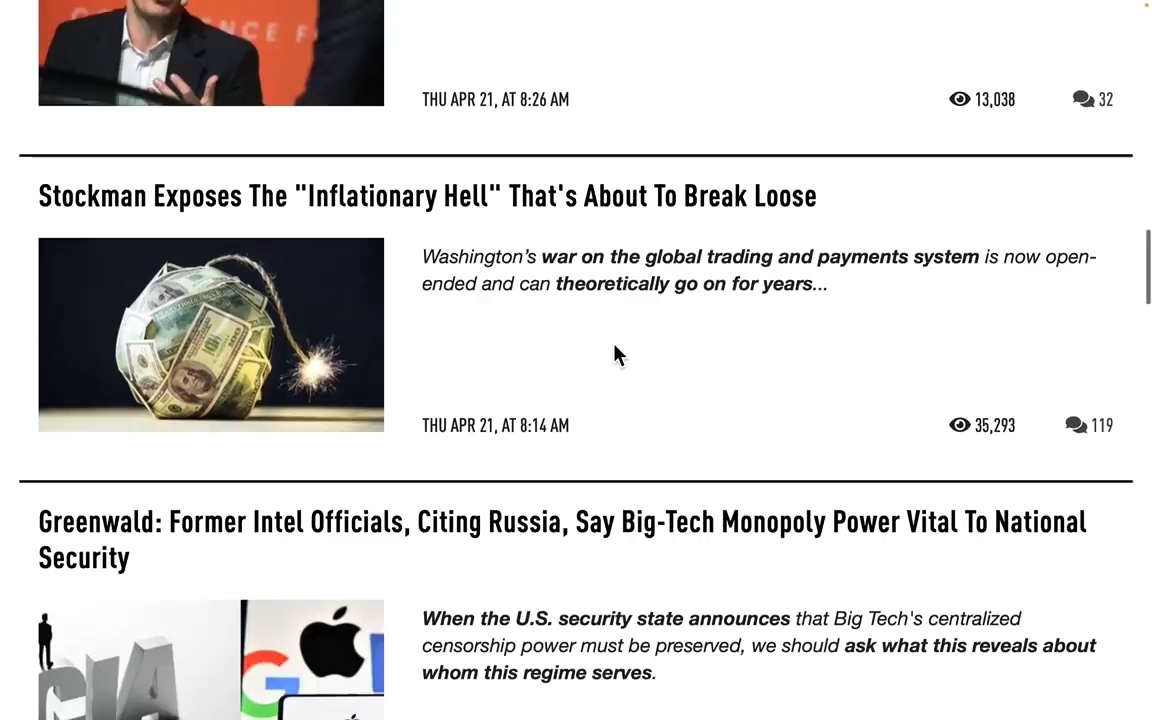 ENCE F
THU APR 21, AT 8:26 AM
13,038
32
Stockman Exposes The "Inflationary Hell" That's About To Break Loose
Washington's war on the global trading and payments system is now open-
ended and can theoretically go on for years...
THU APR 21, AT 8:14 AM
35,293
119
Greenwald: Former Intel Officials, Citing Russia, Say Big-Tech Monopoly Power Vital To National
Security
When the U.S. security state announces that Big Tech's centralized
censorship power must be preserved, we should ask what this reveals about
whom this regime serves.
CIA
G